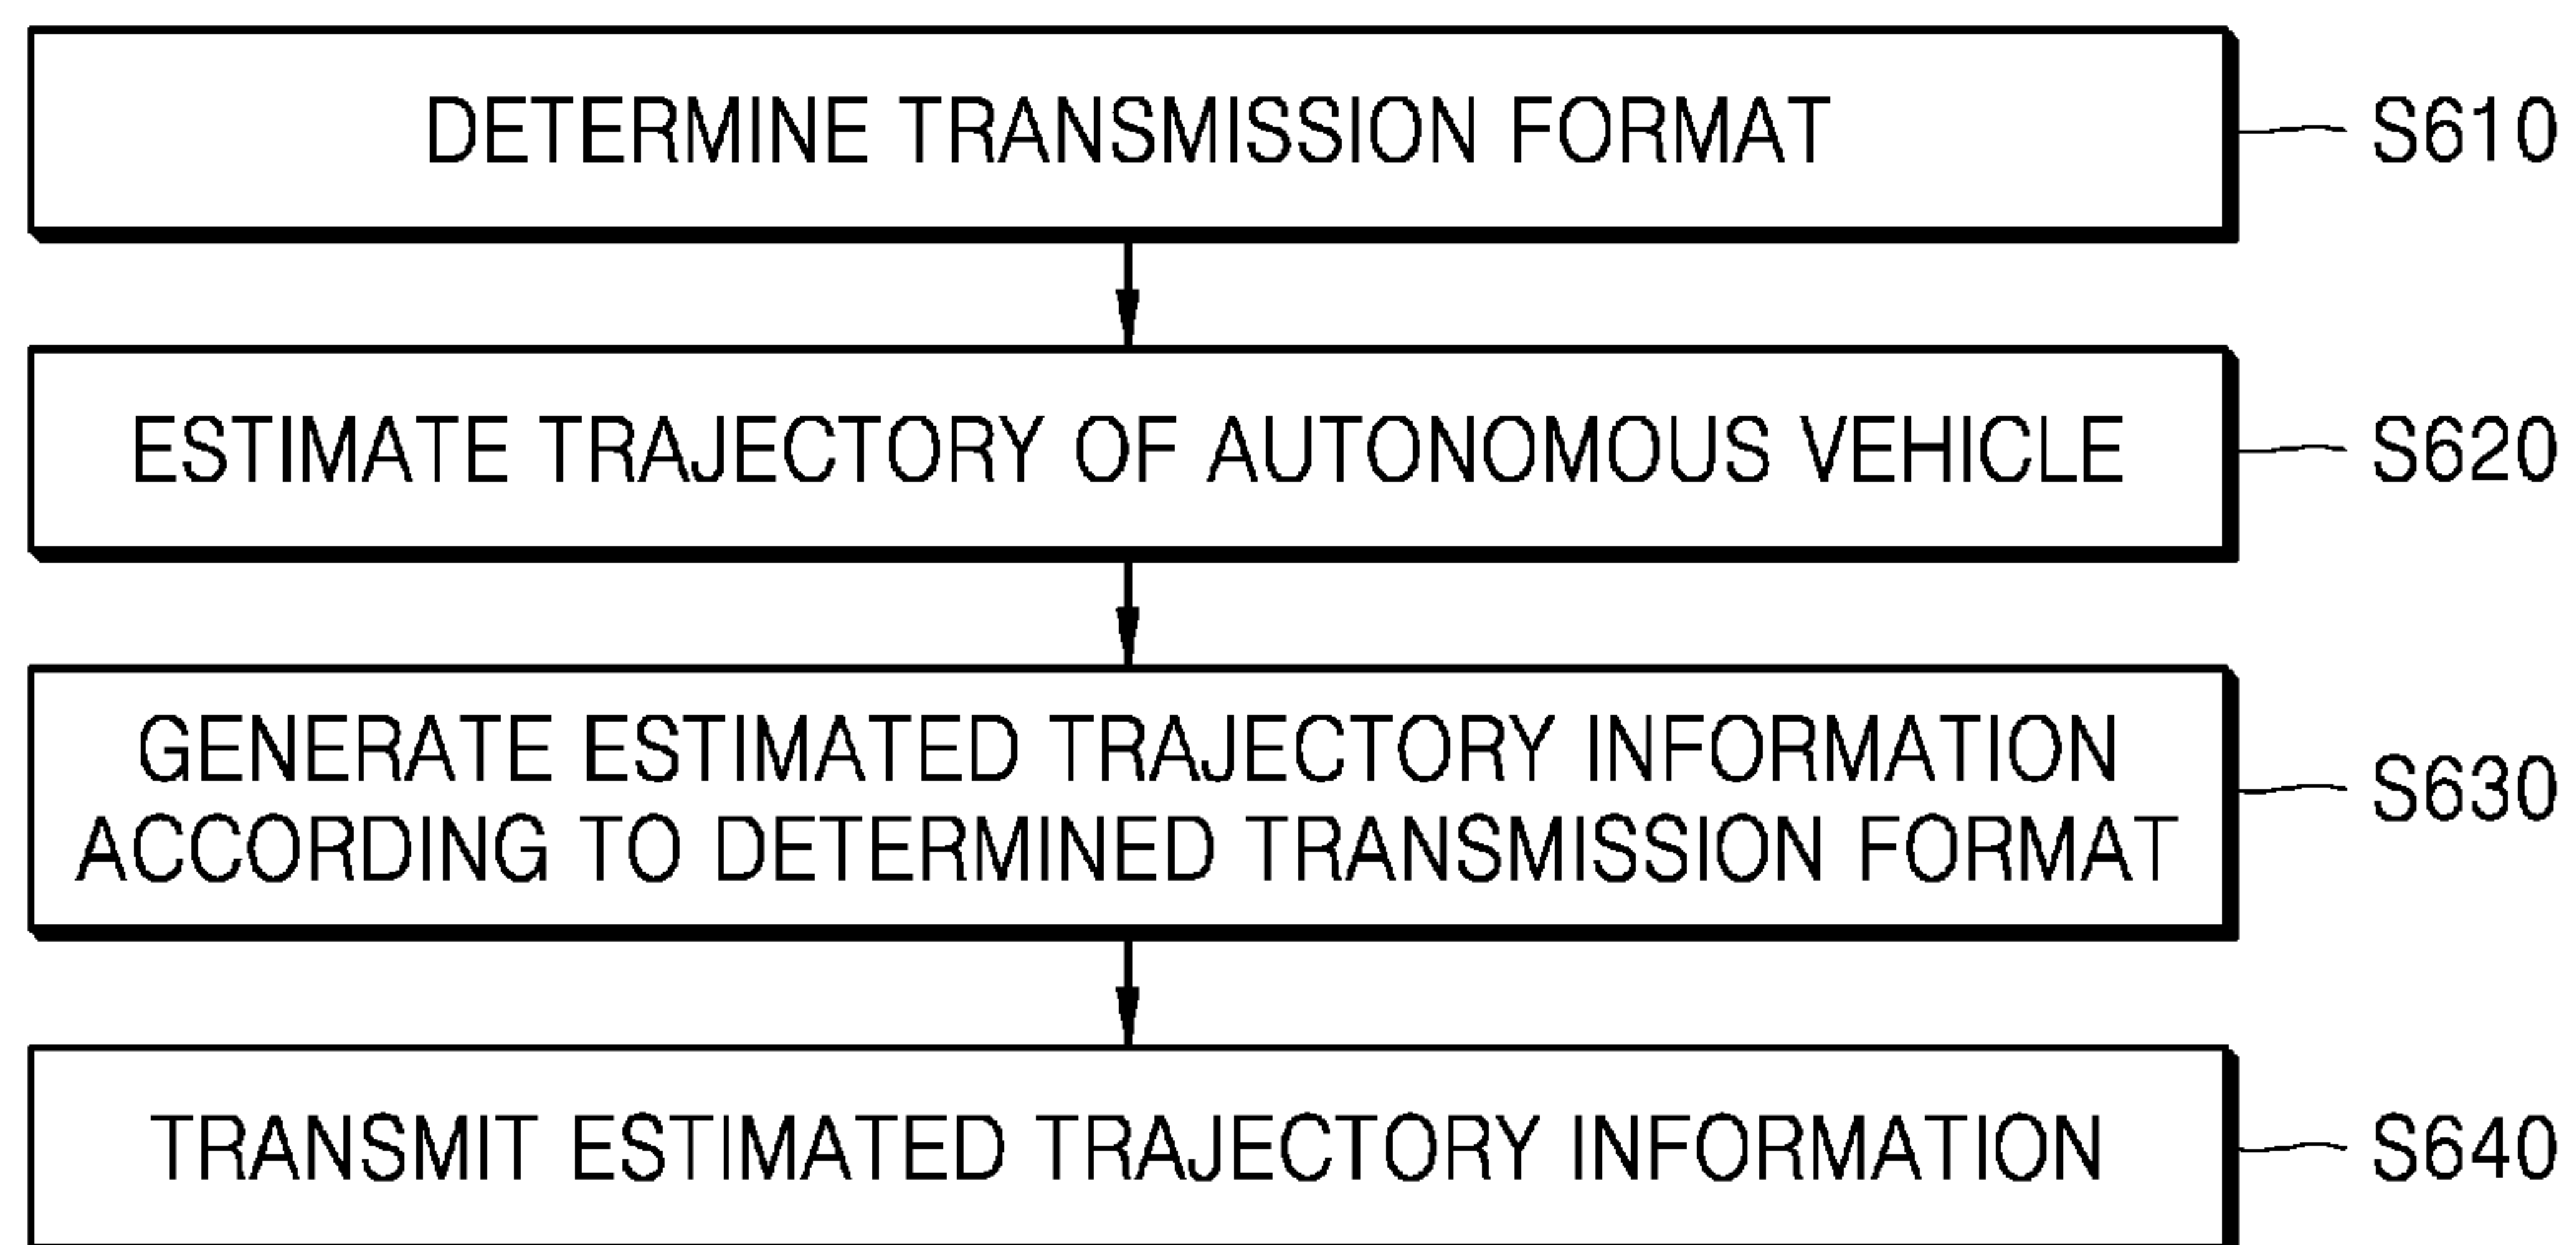 DETERMINE TRANSMISSION FORMAT
S610
ESTIMATE TRAJECTORY OF AUTONOMOUS VEHICLE
S620
GENERATE ESTIMATED TRAJECTORY INFORMATION
ACCORDING TO DETERMINED TRANSMISSION FORMAT
S630
TRANSMIT ESTIMATED TRAJECTORY INFORMATION
S640